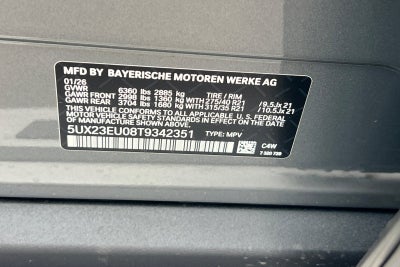 MFD BY BAYERISCHE MOTOREN WERKE AG
01/26
GVWR 6360 lbs 2885 kg TIRE / RIM
GAWR FRONT 2998 lbs 1360 kg WITH 275/40 R21 / 9.5Jx 21
GAWR REAR 3704 lbs 1680 kg WITH 315/35 R21 / 10.5Jx 21
THIS VEHICLE CONFORMS TO ALL APPLICABLE U.S. FEDERAL
MOTOR VEHICLE SAFETY STANDARDS IN EFFECT ON
THE DATE OF MANUFACTURE SHOWN ABOVE.
5UX23EU08T9342351 TYPE: MPV
C4W